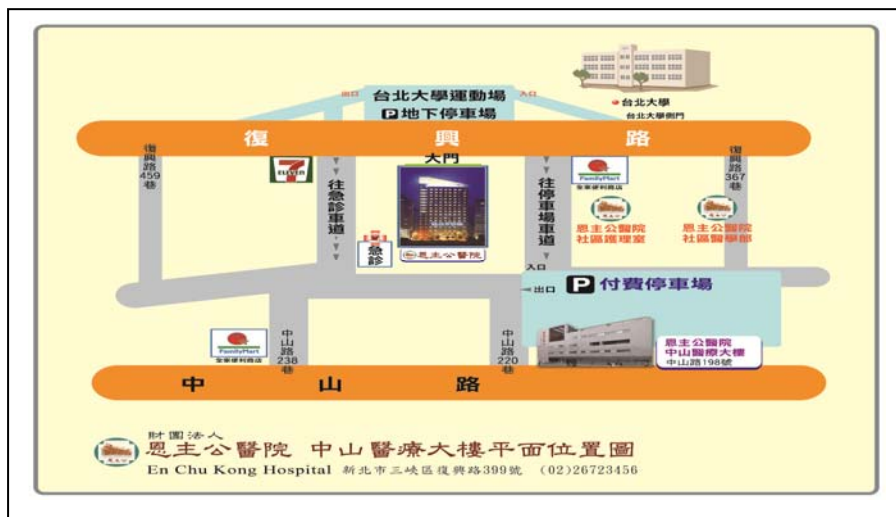 出口
台北大學運動場
P地下停車場
入口
台北大學
台北大學側門
復興路
復興路459巷
7
ELEVEN
往急診車道
大門
急診
恩主公醫院
往停車場車道
FamilyMart
全家便利商店
恩主公醫院
社區護理室
復興路367巷
恩主公醫院
社區醫學部
入口
出口
P付費停車場
FamilyMart
全家便利商店
中山路238巷
中山路220巷
恩主公醫院
中山醫療大樓
中山路198號
中山路
財團法人
恩主公醫院 中山醫療大樓平面位置圖
En Chu Kong Hospital 新北市三峽區復興路399號 (02)26723456